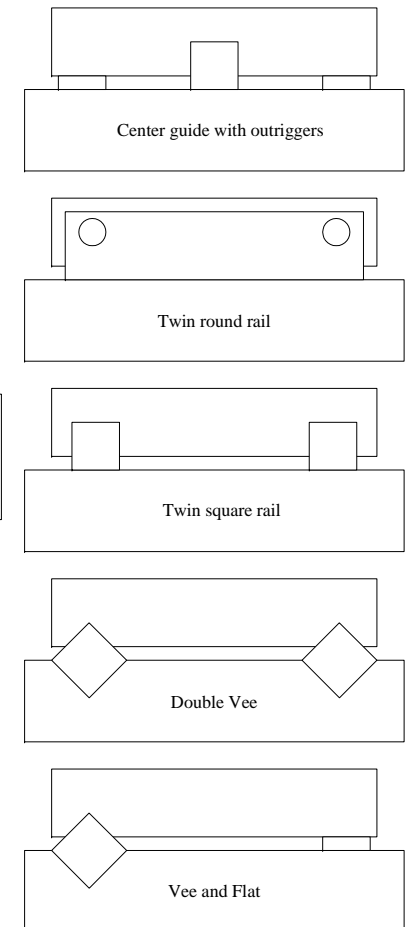 Center guide with outriggers
Twin round rail
Twin square rail
Double Vee
Vee and Flat